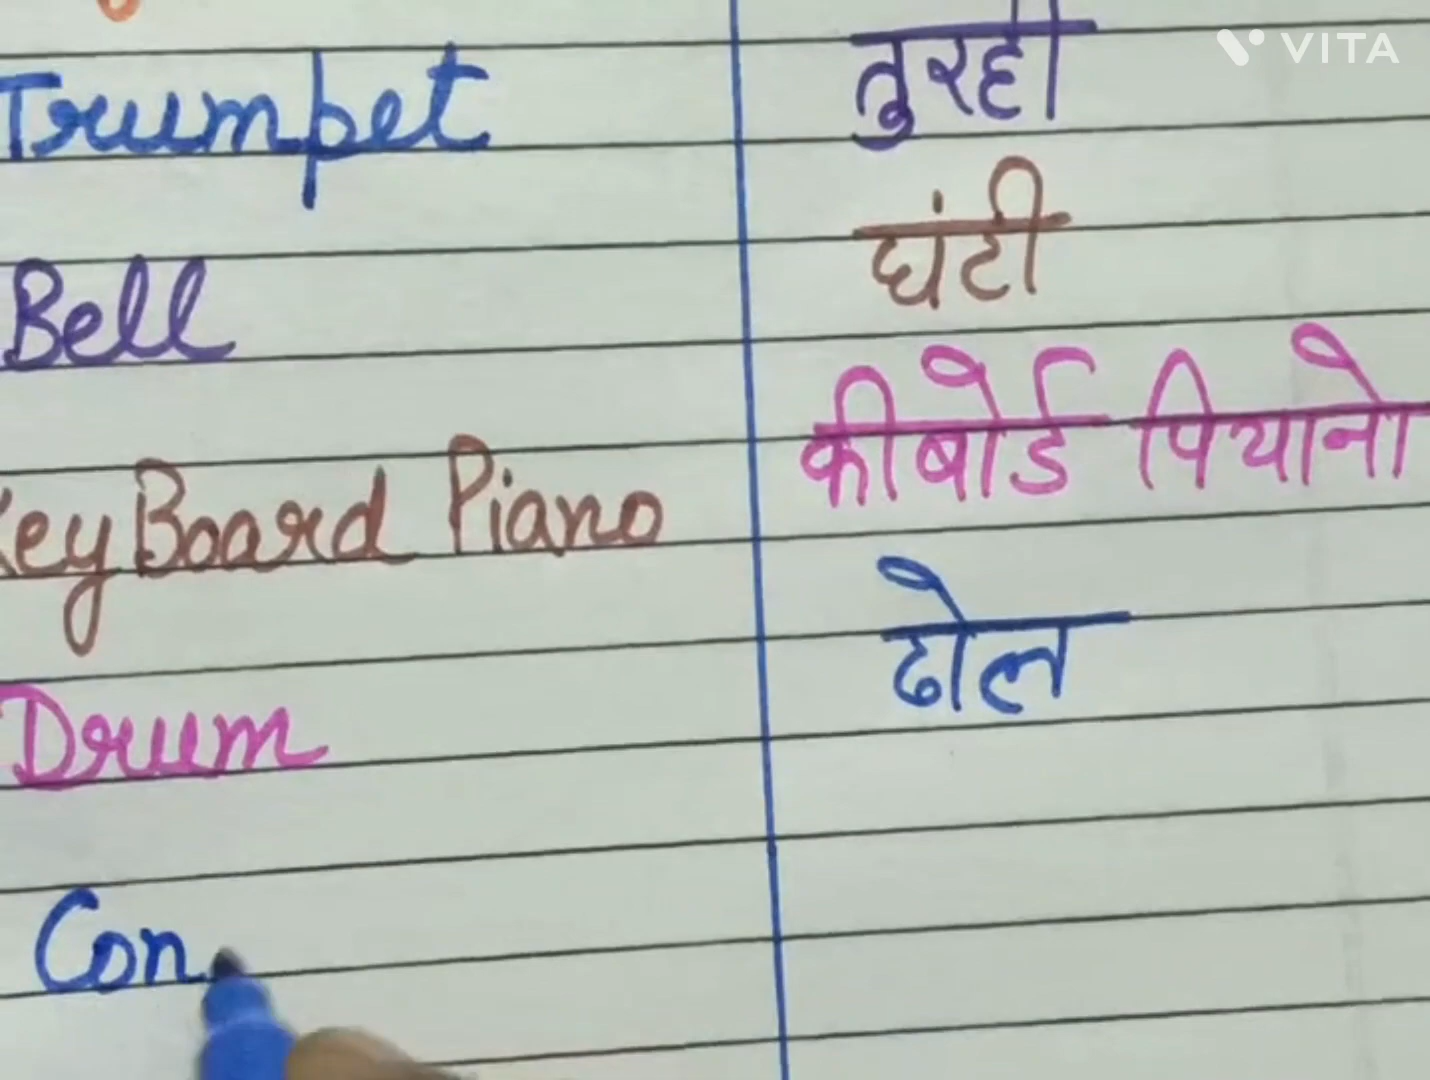 VITA
Trumpet तुरही
Bell घंटी
KeyBoard Piano कीबोर्ड पियानो
Drum ढोल
Con